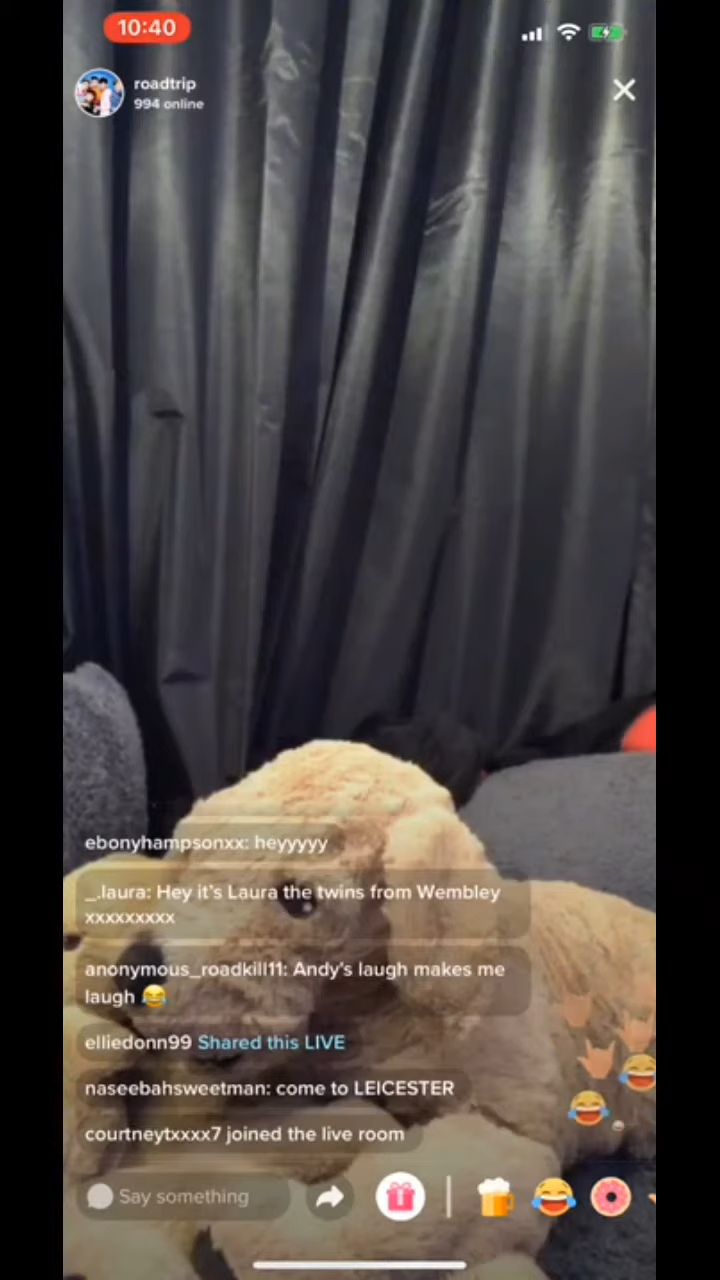 10:40
roadtrip
994 online
ebonyhampsonxx: heyyyyy
_.laura: Hey it's Laura the twins from Wembley
xxxxxxxxx
anonymous_roadkill11: Andy's laugh makes me
laugh 😂
elliedonn99 Shared this LIVE
naseebahsweetman: come to LEICESTER
courtneytxxxx7 joined the live room
Say something